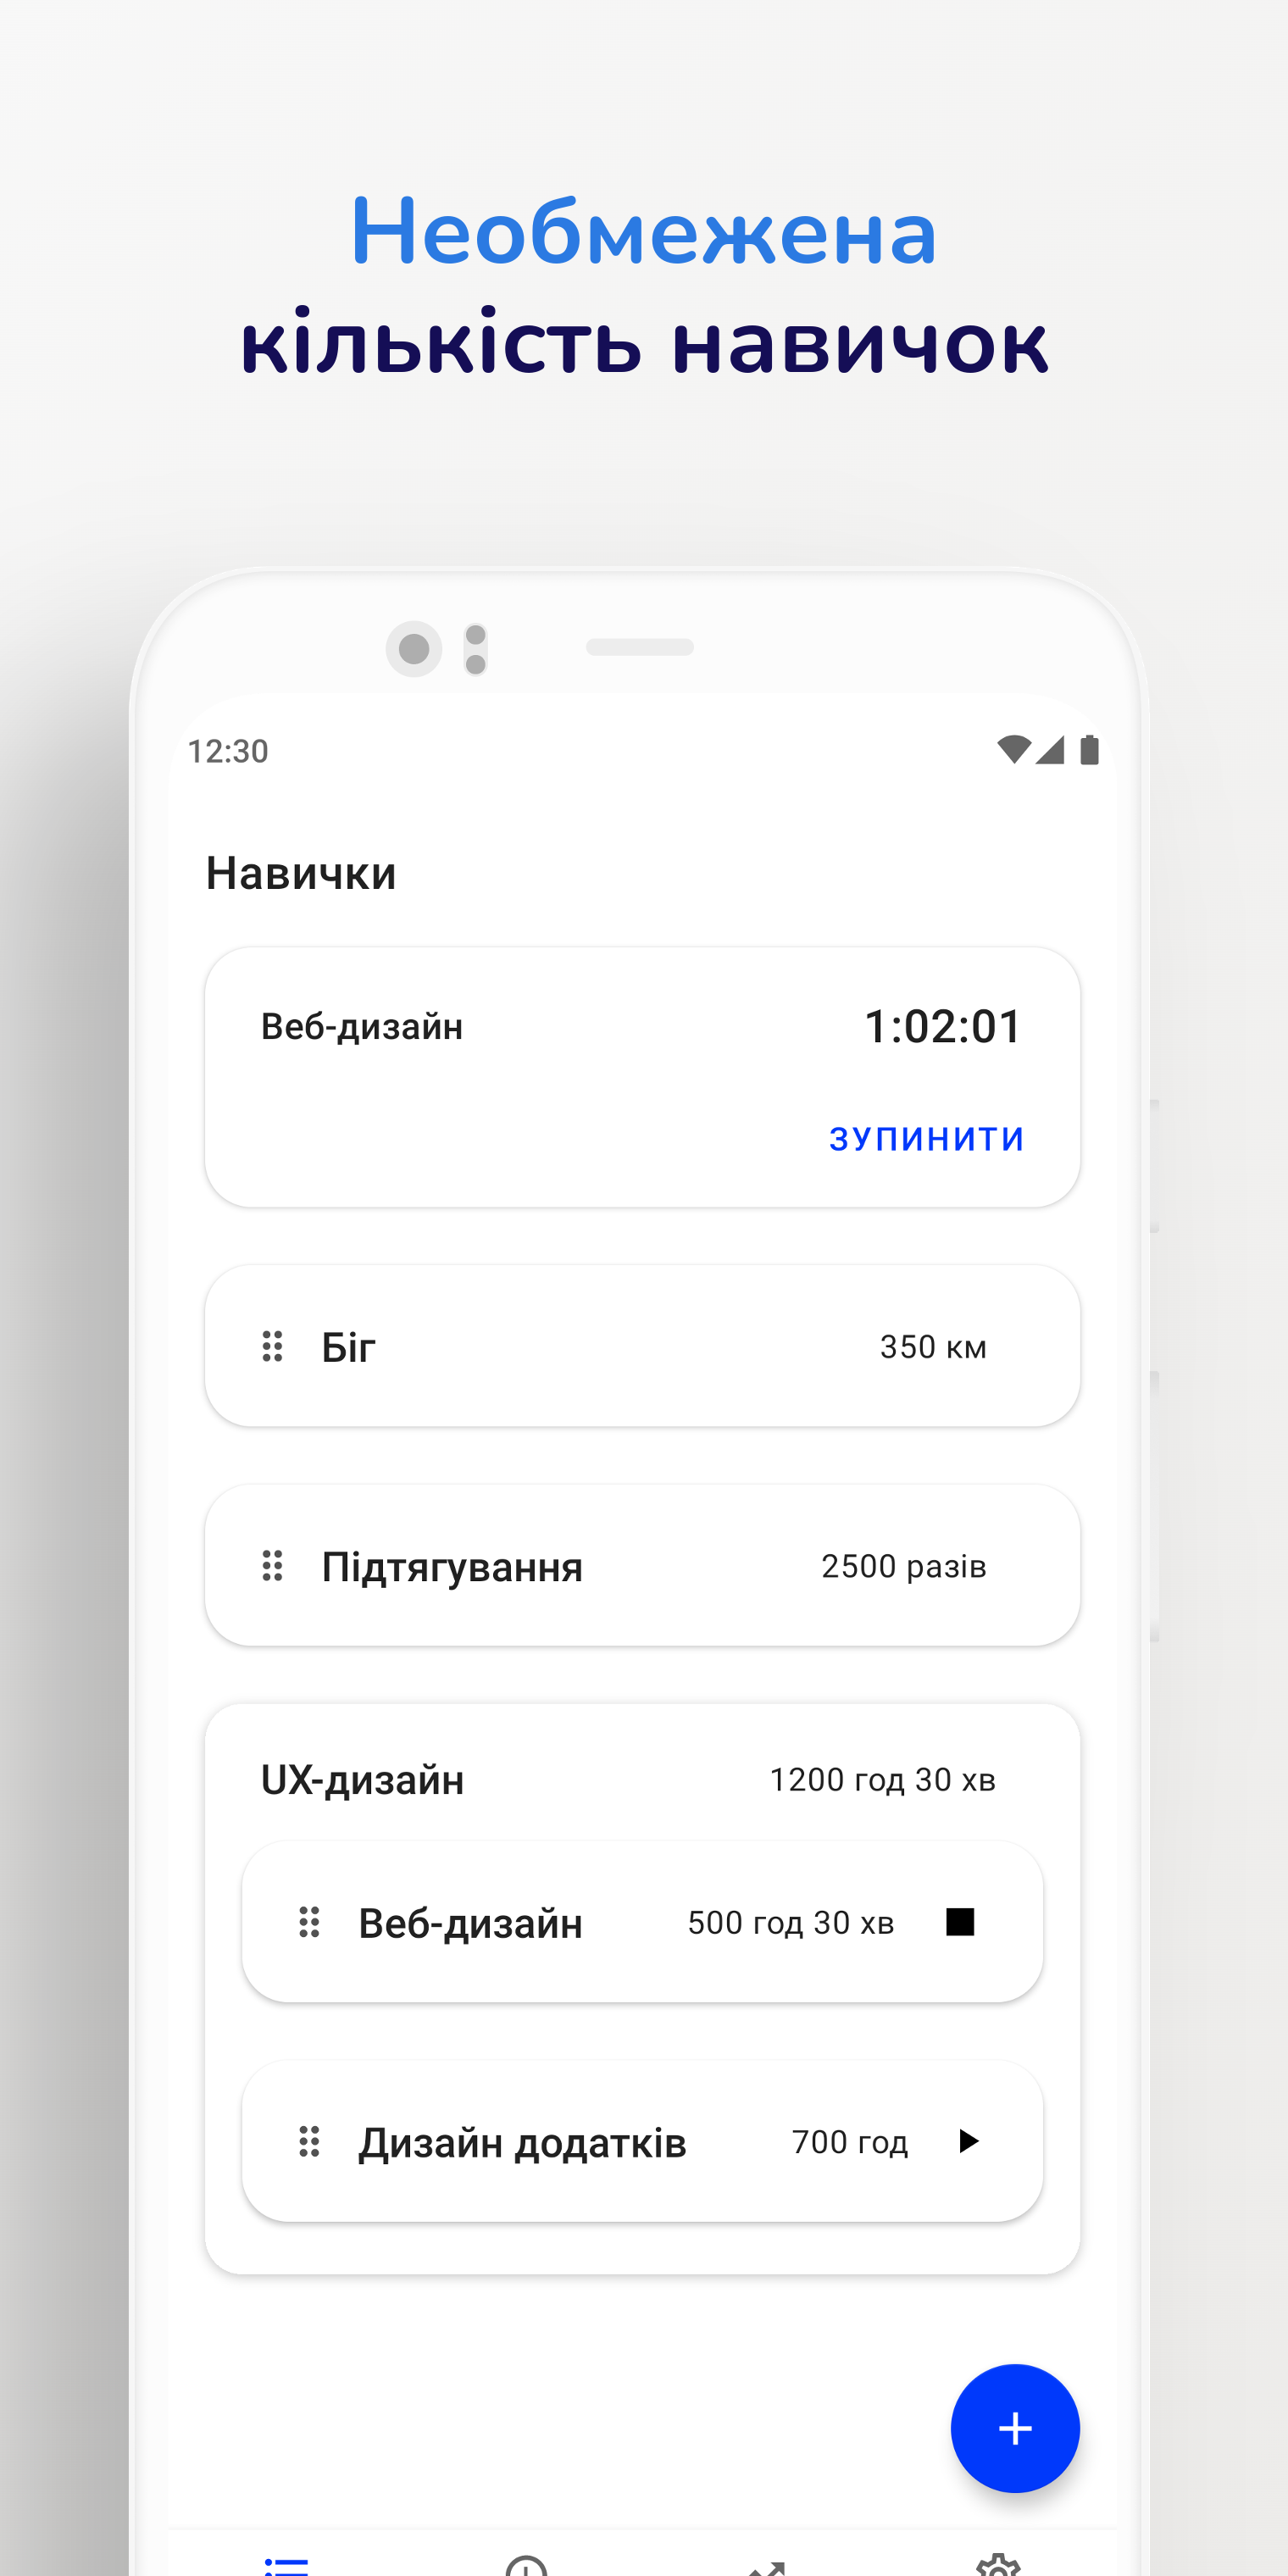 Необмежена
кількість навичок
12:30
Навички
Веб-дизайн 1:02:01
ЗУПИНИТИ
Біг 350 км
Підтягування 2500 разів
UX-дизайн 1200 год 30 хв
Веб-дизайн 500 год 30 хв
Дизайн додатків 700 год